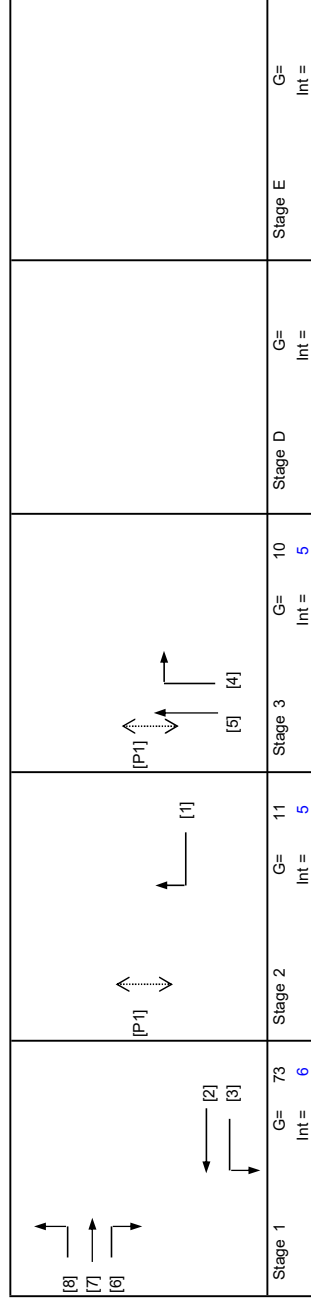 [8]
[7]
[6]
[2]
[3]
Stage 1 G= 73
Int = 6
[P1]
[1]
Stage 2 G= 11
Int = 5
[P1]
[5]
[4]
Stage 3 G= 10
Int = 5
Stage D G=
Int =
Stage E G=
Int =